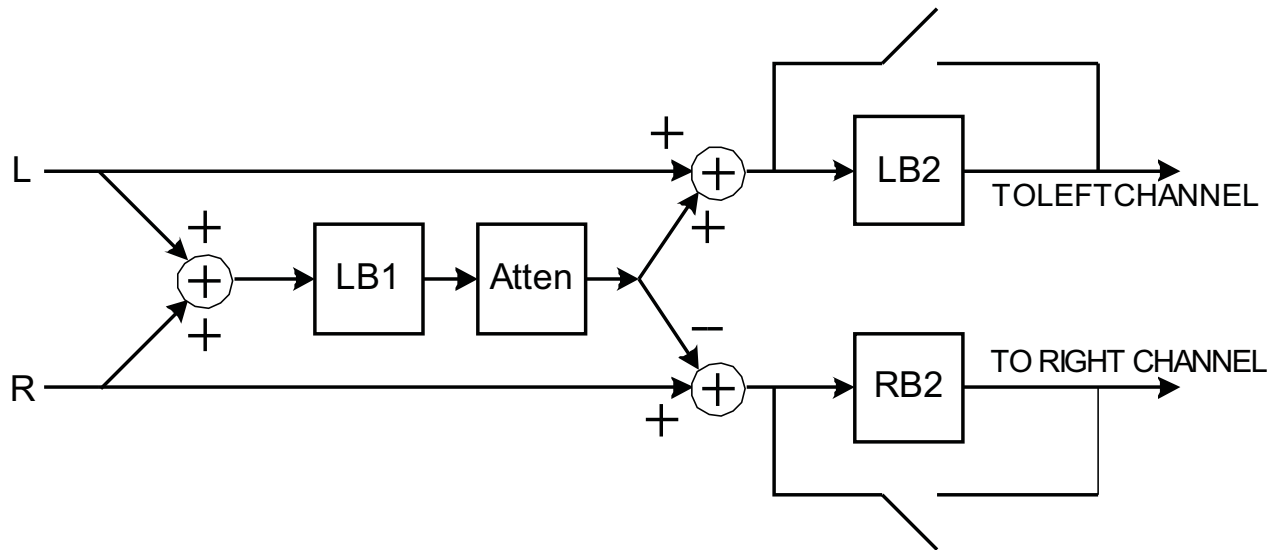 +
L
+
LB2
TOLEFTCHANNEL
+
+
+
LB1
Atten
+
+
–
R
+
+
RB2
TO RIGHT CHANNEL